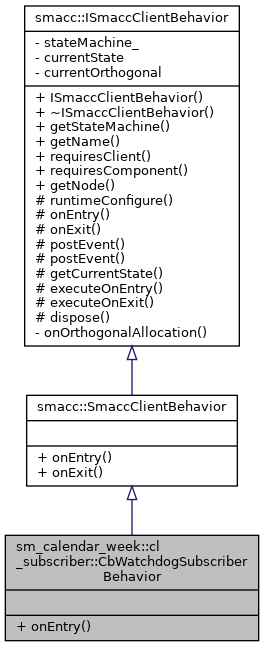 smacc::ISmaccClientBehavior
- stateMachine_
- currentState
- currentOrthogonal
+ ISmaccClientBehavior()
+ ~ISmaccClientBehavior()
+ getStateMachine()
+ getName()
+ requiresClient()
+ requiresComponent()
+ getNode()
# runtimeConfigure()
# onEntry()
# onExit()
# postEvent()
# postEvent()
# getCurrentState()
# executeOnEntry()
# executeOnExit()
# dispose()
- onOrthogonalAllocation()
smacc::SmaccClientBehavior
+ onEntry()
+ onExit()
sm_calendar_week::cl
_subscriber::CbWatchdogSubscriber
Behavior
+ onEntry()